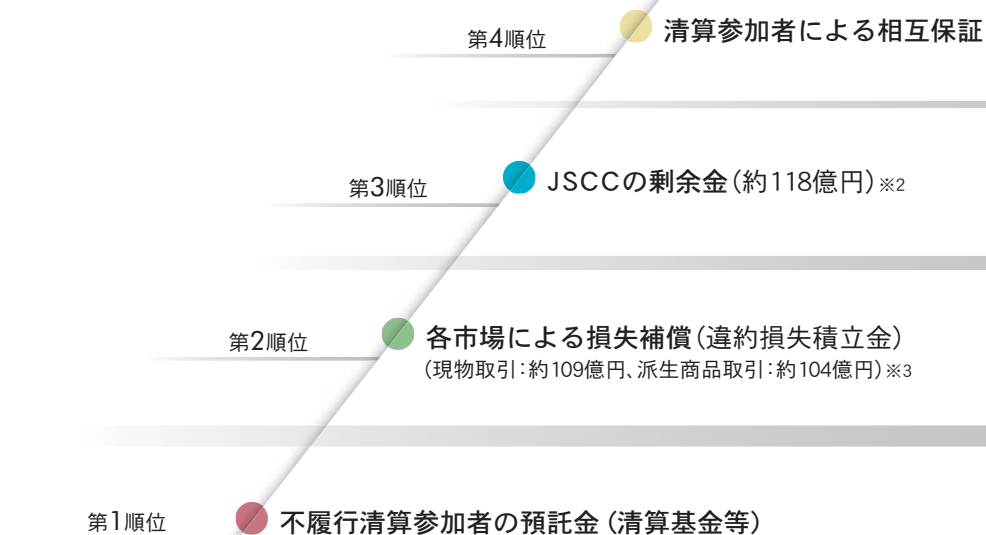 第4順位
清算参加者による相互保証
第3順位
JSCCの剰余金（約118億円）※2
第2順位
各市場による損失補償（違約損失積立金）
（現物取引：約109億円、派生商品取引：約104億円）※3
第1順位
不履行清算参加者の預託金（清算基金等）